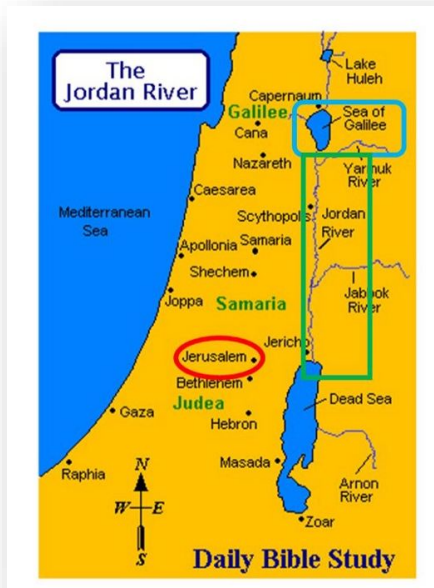 The
Jordan River
Lake
Huleh
Capernaum
Galilee
Sea of
Galilee
Cana
Nazareth
Yarmuk
River
Caesarea
Mediterranean
Sea
Scythopolis
Jordan
River
Apollonia
Samaria
Shechem
Jabbok
River
Joppa
Samaria
Jericho
Jerusalem
Bethlehem
Judea
Dead Sea
Gaza
Hebron
Masada
Raphia
Arnon
River
N
W
E
S
Zoar
Daily Bible Study